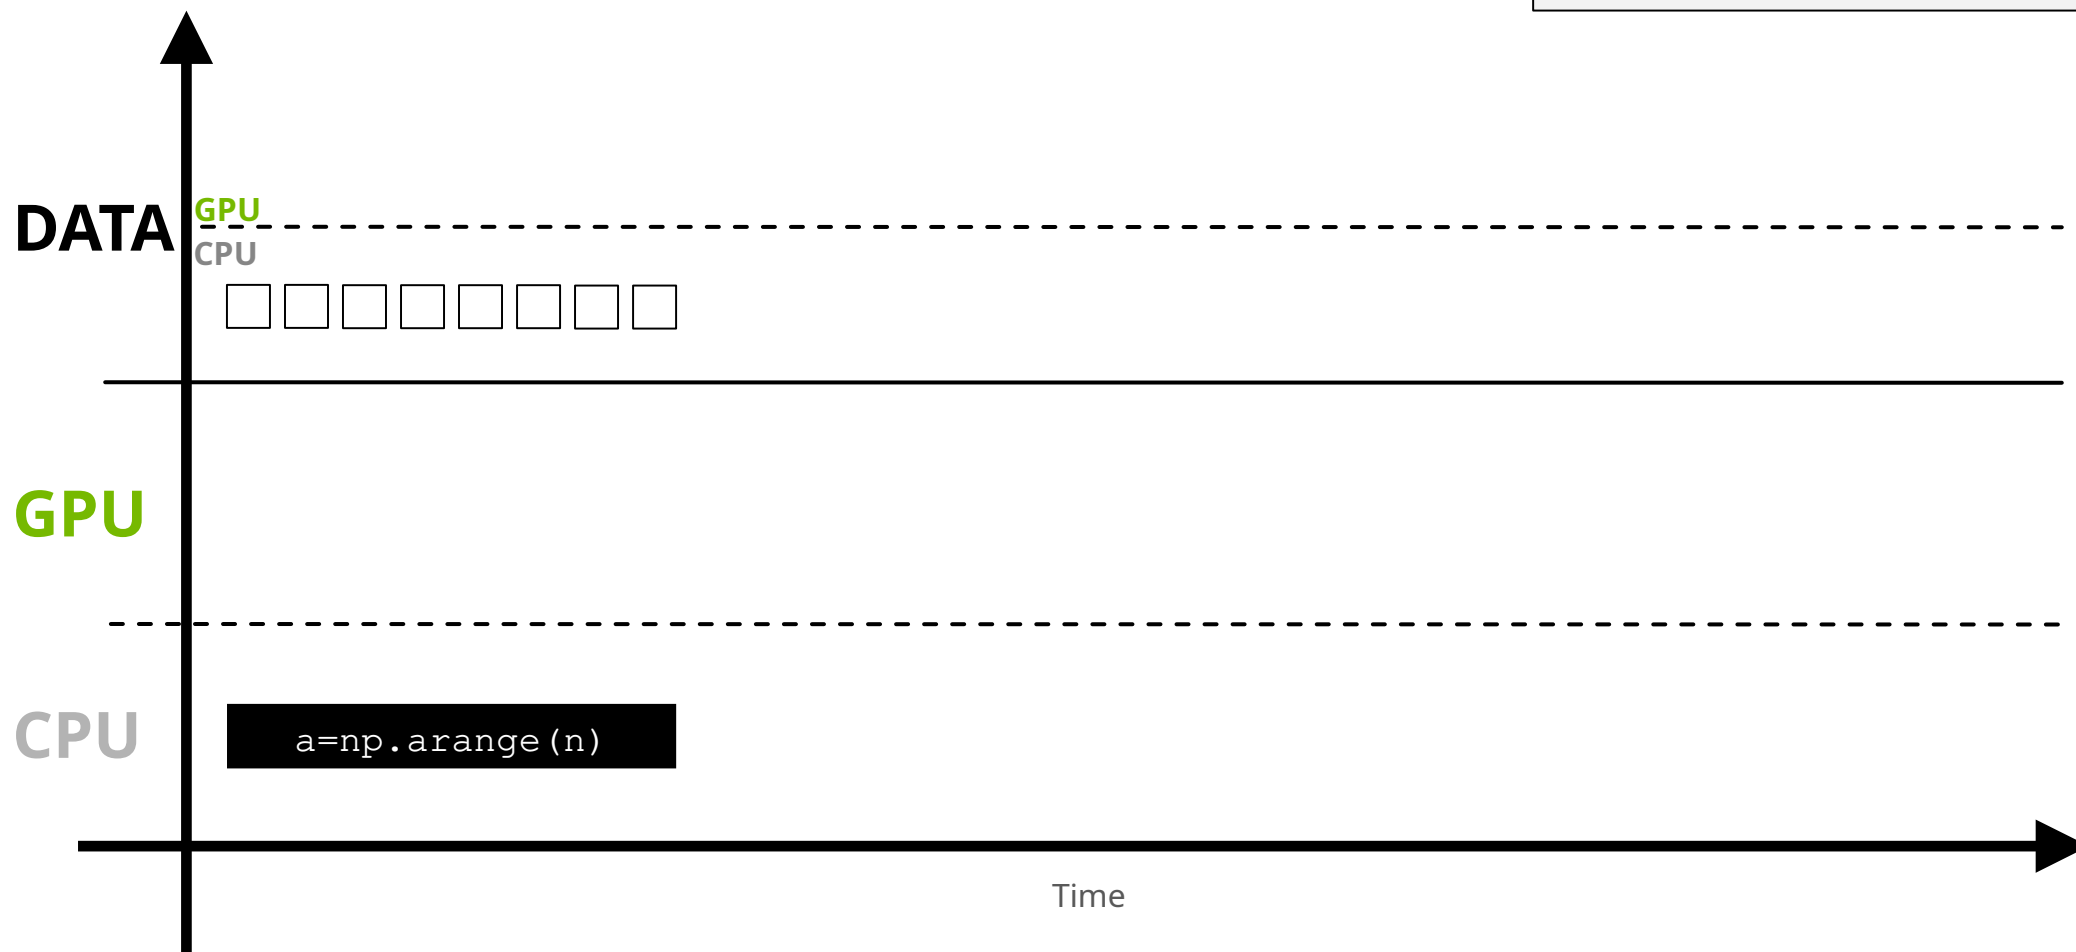 GPU
DATA
CPU
GPU
CPU
a=np.arange(n)
Time